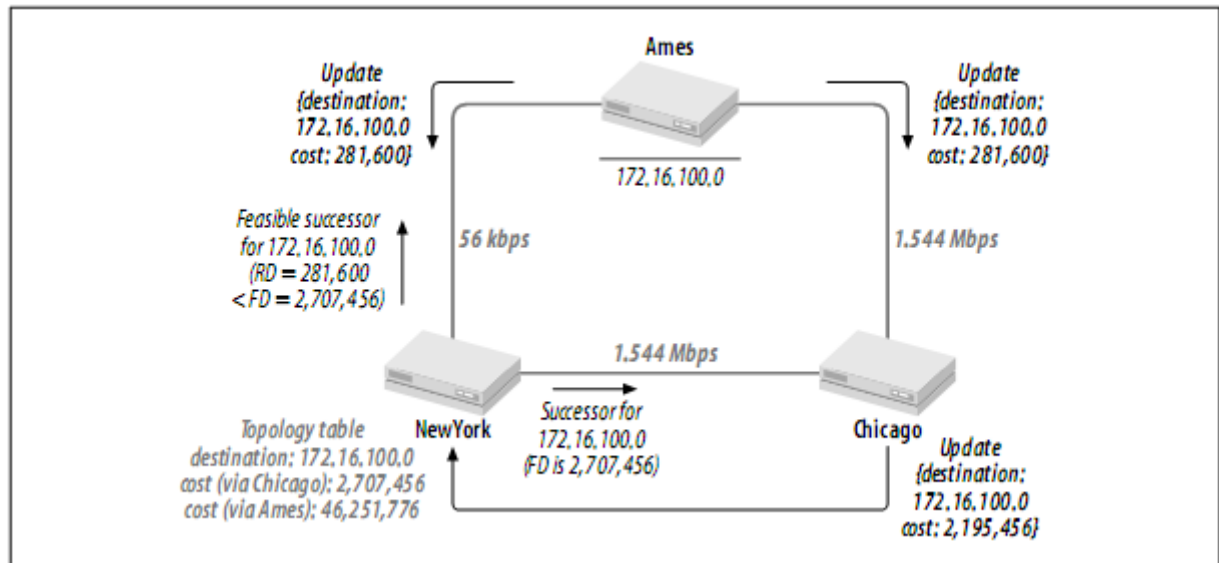 Ames
Update
{destination:
172.16.100.0
cost: 281,600}
Update
{destination:
172.16.100.0
cost: 281,600}
172.16.100.0
Feasible successor
for 172.16.100.0
(RD = 281,600
< FD = 2,707,456)
56 kbps
1.544 Mbps
1.544 Mbps
NewYork
Chicago
Successor for
172.16.100.0
(FD is 2,707,456)
Topology table
destination: 172.16.100.0
cost (via Chicago): 2,707,456
cost (via Ames): 46,251,776
Update
{destination:
172.16.100.0
cost: 2,195,456}